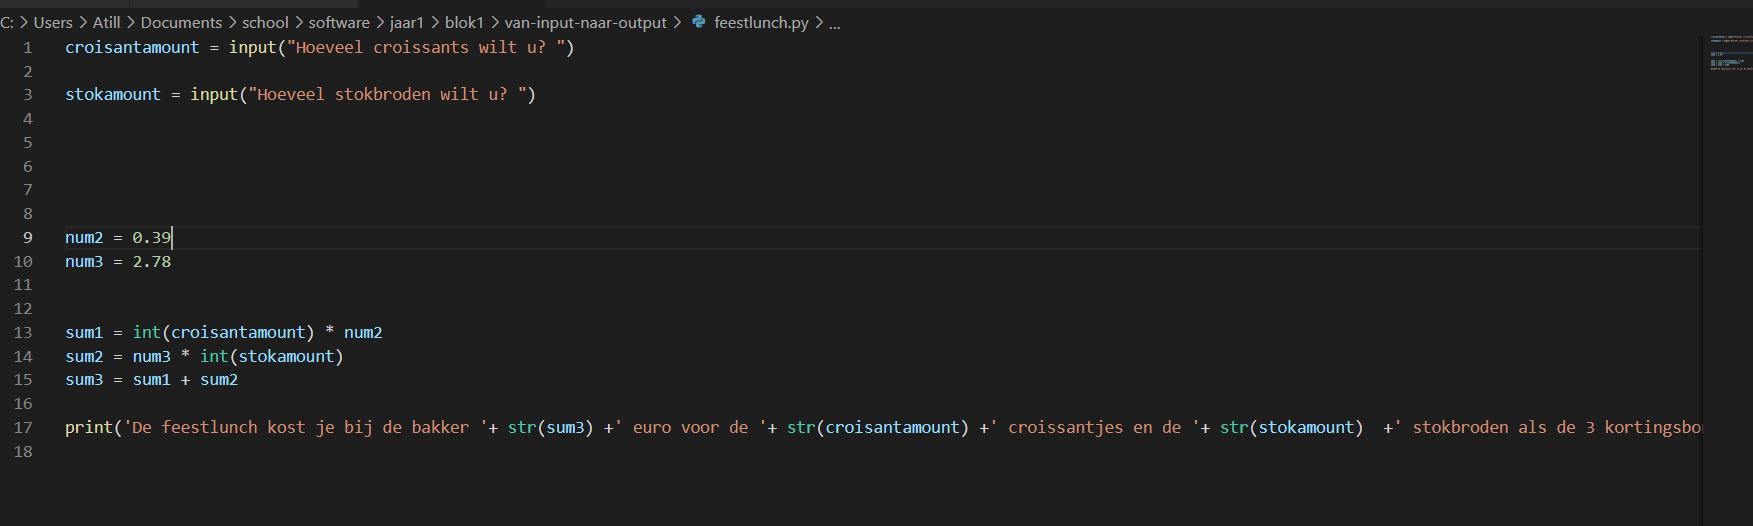 C: > Users > Atill > Documents > school > software > jaar1 > blok1 > van-input-naar-output > feestlunch.py > ...
1 croisantamount = input("Hoeveel croissants wilt u? ")
2
3 stokamount = input("Hoeveel stokbroden wilt u? ")
4
5
6
7
8
9 num2 = 0.39
10 num3 = 2.78
11
12
13 sum1 = int(croisantamount) * num2
14 sum2 = num3 * int(stokamount)
15 sum3 = sum1 + sum2
16
17 print('De feestlunch kost je bij de bakker '+ str(sum3) +' euro voor de '+ str(croisantamount) +' croissantjes en de '+ str(stokamount)  +' stokbroden als de 3
18